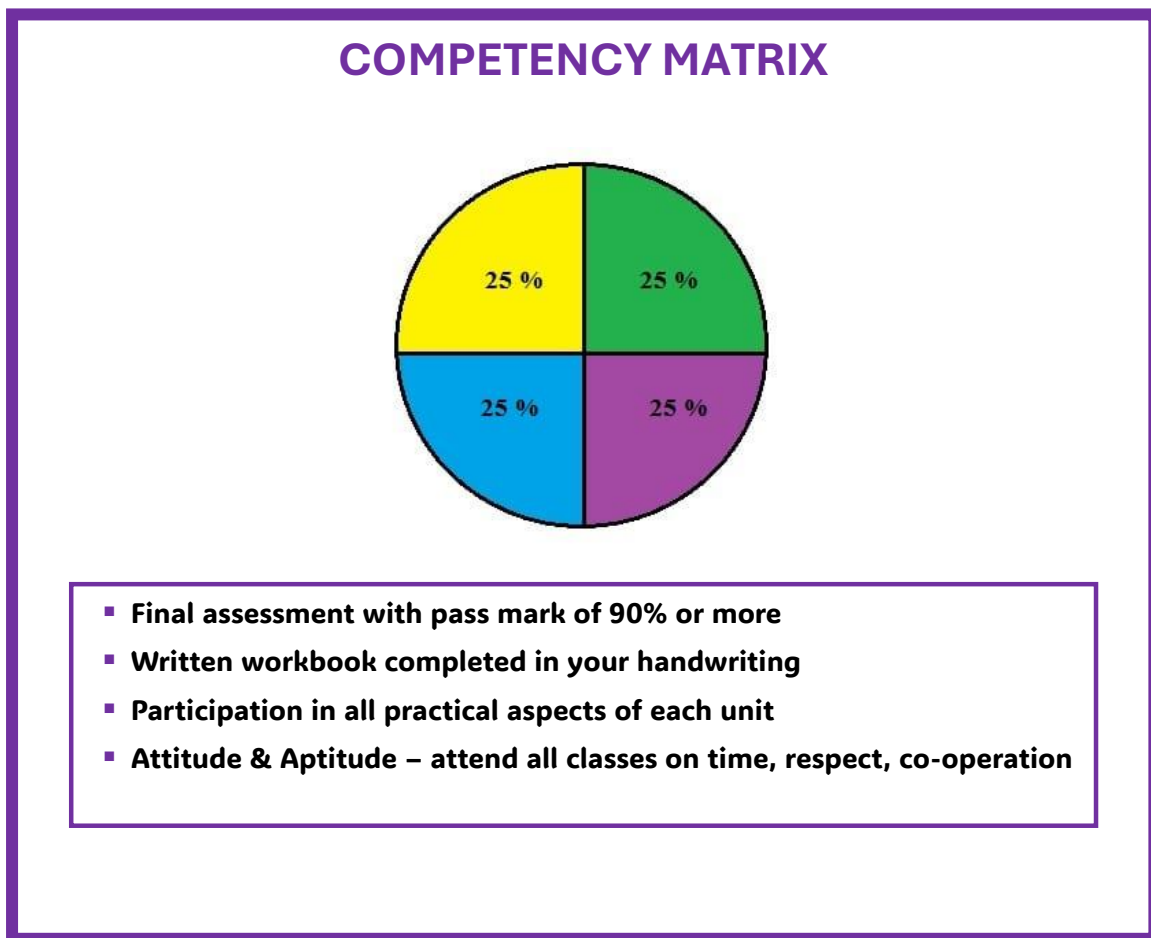 COMPETENCY MATRIX
25 %
25 %
25 %
25 %
▪ Final assessment with pass mark of 90% or more
▪ Written workbook completed in your handwriting
▪ Participation in all practical aspects of each unit
▪ Attitude & Aptitude – attend all classes on time, respect, co-operation